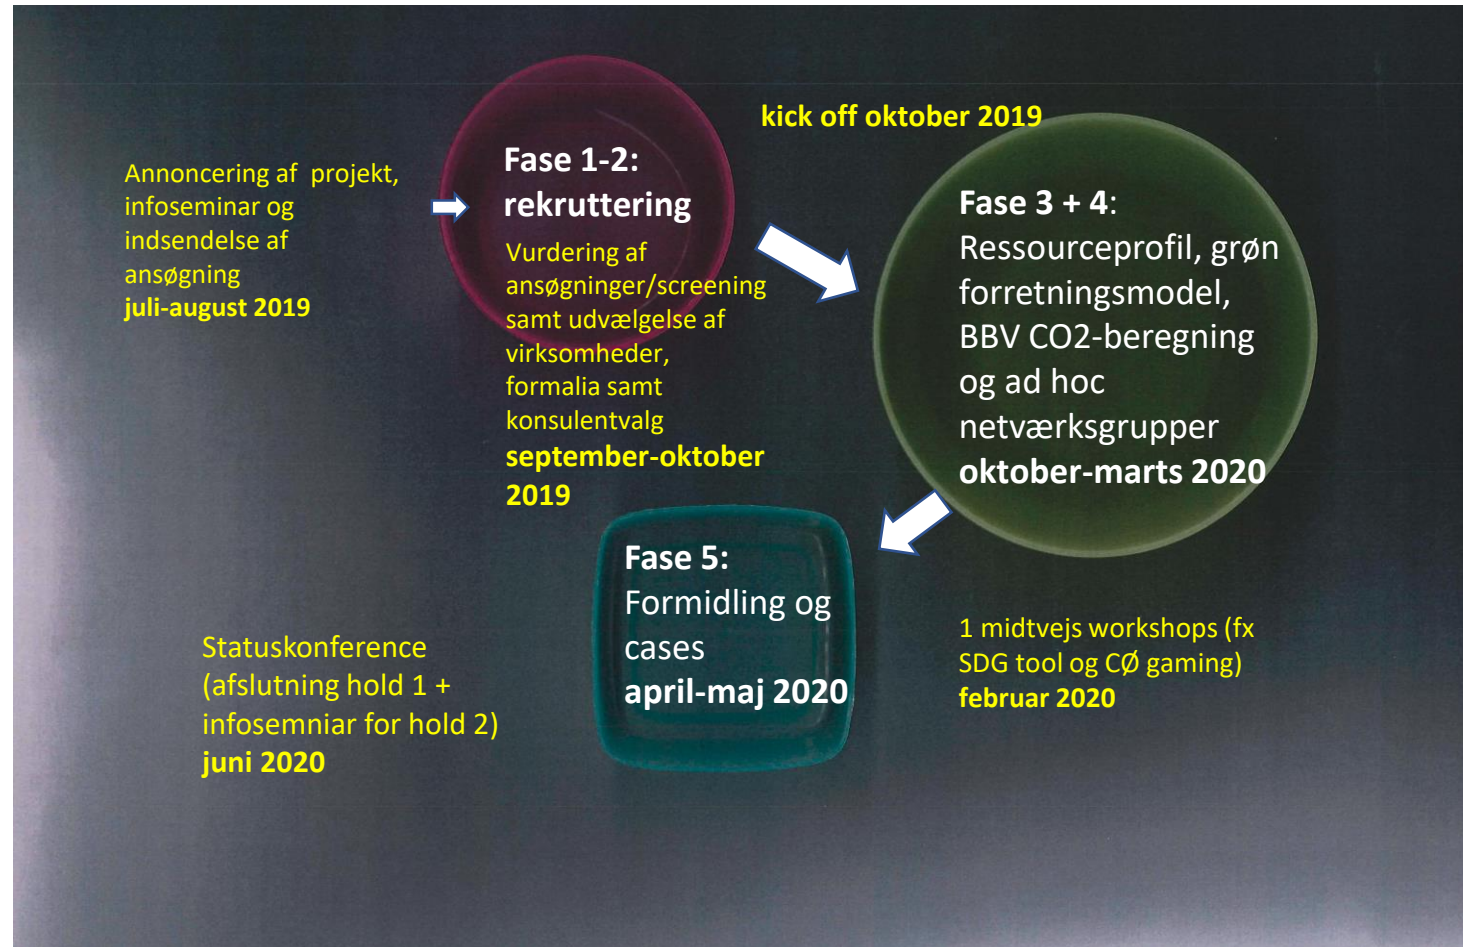 Annoncering af projekt,
infoseminar og
indsendelse af
ansøgning
juli-august 2019
Fase 1-2:
rekruttering
Vurdering af
ansøgninger/screening
samt udvælgelse af
virksomheder,
formalia samt
konsulentvalg
september-oktober
2019
kick off oktober 2019
Fase 3 + 4:
Ressourceprofil, grøn
forretningsmodel,
BBV CO2-beregning
og ad hoc
netværksgrupper
oktober-marts 2020
1 midtvejs workshops (fx
SDG tool og CØ gaming)
februar 2020
Fase 5:
Formidling og
cases
april-maj 2020
Statuskonference
(afslutning hold 1 +
infosemniar for hold 2)
juni 2020